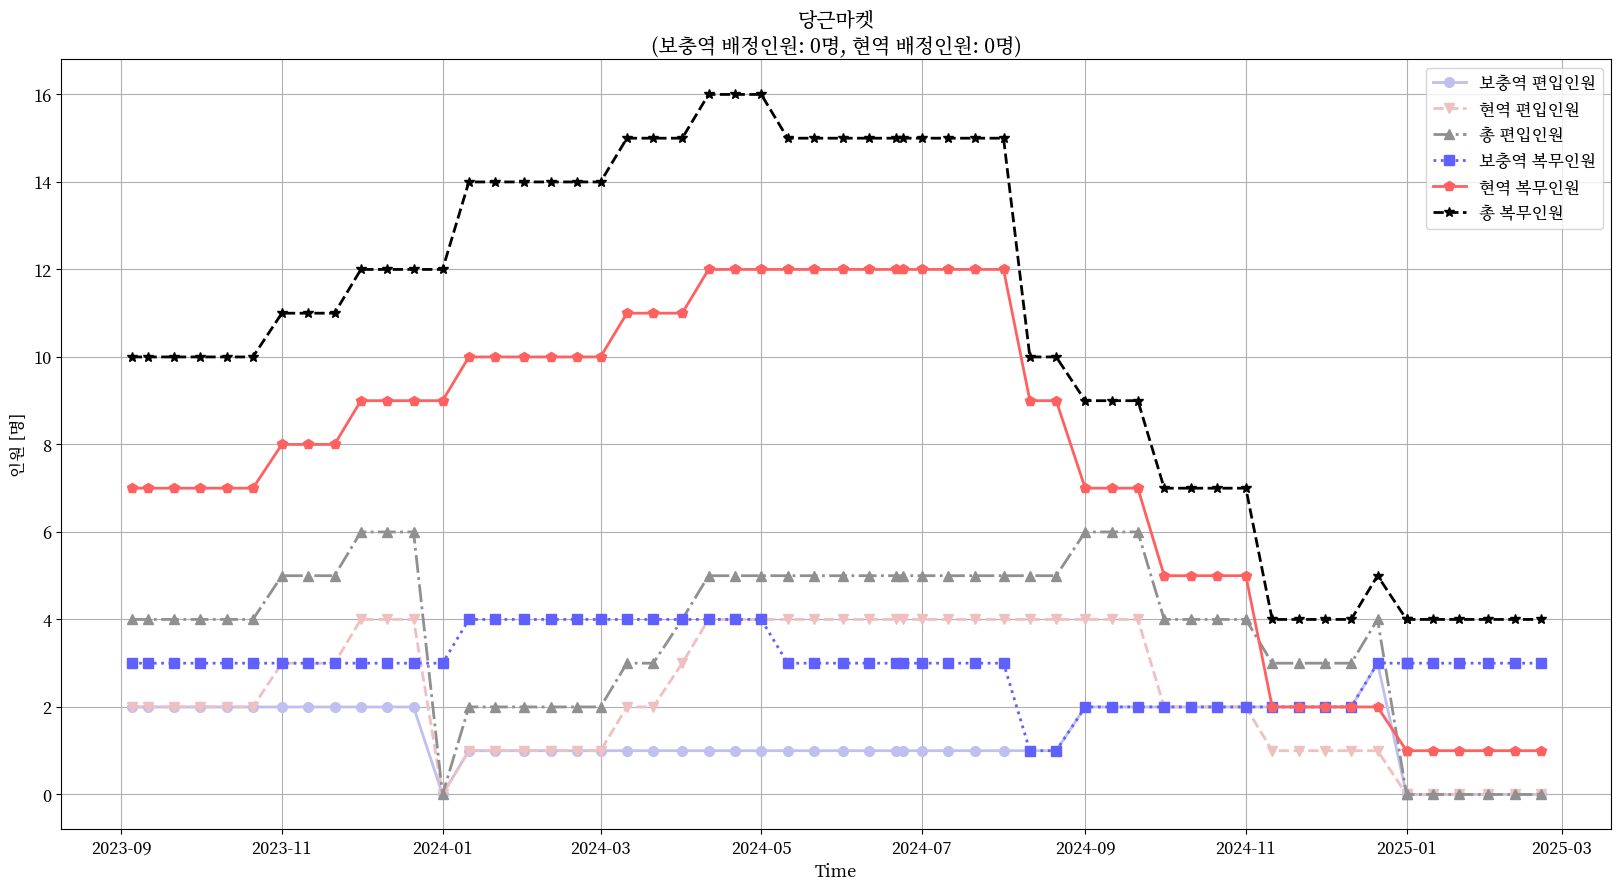 당근마켓
(보충역 배정인원: 0명, 현역 배정인원: 0명)
보충역 편입인원
현역 편입인원
총 편입인원
보충역 복무인원
현역 복무인원
총 복무인원
인원 [명]
16
14
12
10
8
6
4
2
0
2023-09
2023-11
2024-01
2024-03
2024-05
2024-07
2024-09
2024-11
2025-01
2025-03
Time